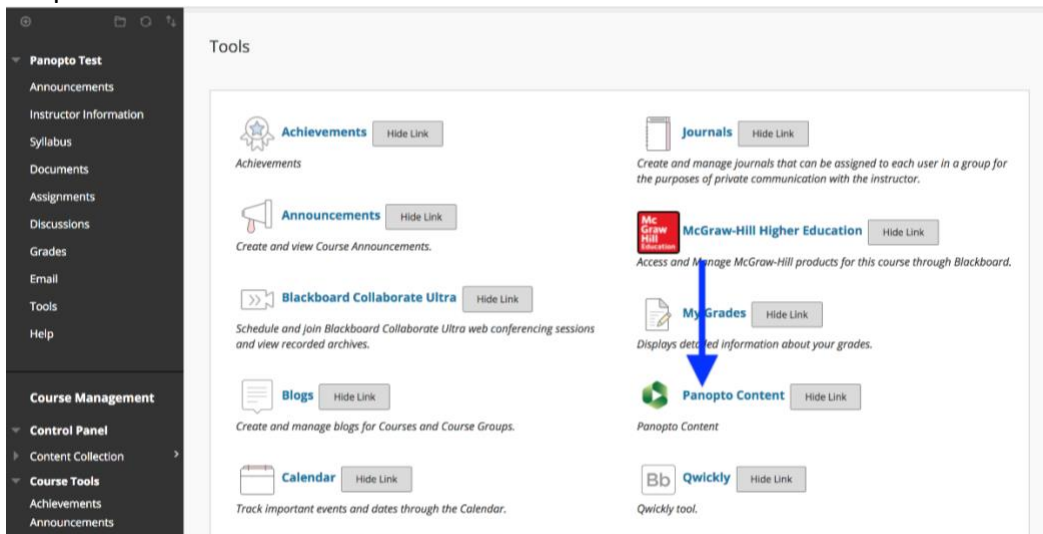 Panopto Test
Announcements
Instructor Information
Syllabus
Documents
Assignments
Discussions
Grades
Email
Tools
Help
Course Management
Control Panel
Content Collection
Course Tools
Achievements
Announcements
Tools
Achievements Hide Link
Achievements
Announcements Hide Link
Create and view Course Announcements.
Blackboard Collaborate Ultra Hide Link
Schedule and join Blackboard Collaborate Ultra web conferencing sessions
and view recorded archives.
Blogs Hide Link
Create and manage blogs for Courses and Course Groups.
Calendar Hide Link
Track important events and dates through the Calendar.
Journals Hide Link
Create and manage journals that can be assigned to each user in a group for
the purposes of private communication with the instructor.
Mc
Graw
Hill
Education
McGraw-Hill Higher Education Hide Link
Access and Manage McGraw-Hill products for this course through Blackboard.
My Grades Hide Link
Displays detailed information about your grades.
Panopto Content Hide Link
Panopto Content
Bb Qwickly Hide Link
Qwickly tool.